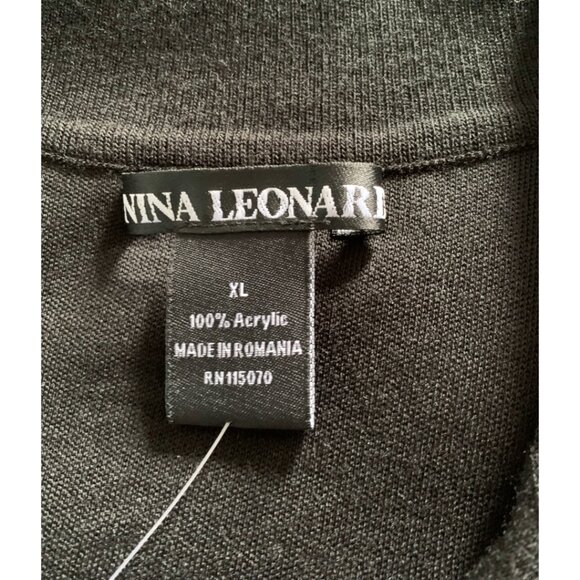 NINA LEONARD
XL
100% Acrylic
MADE IN ROMANIA
RN115070